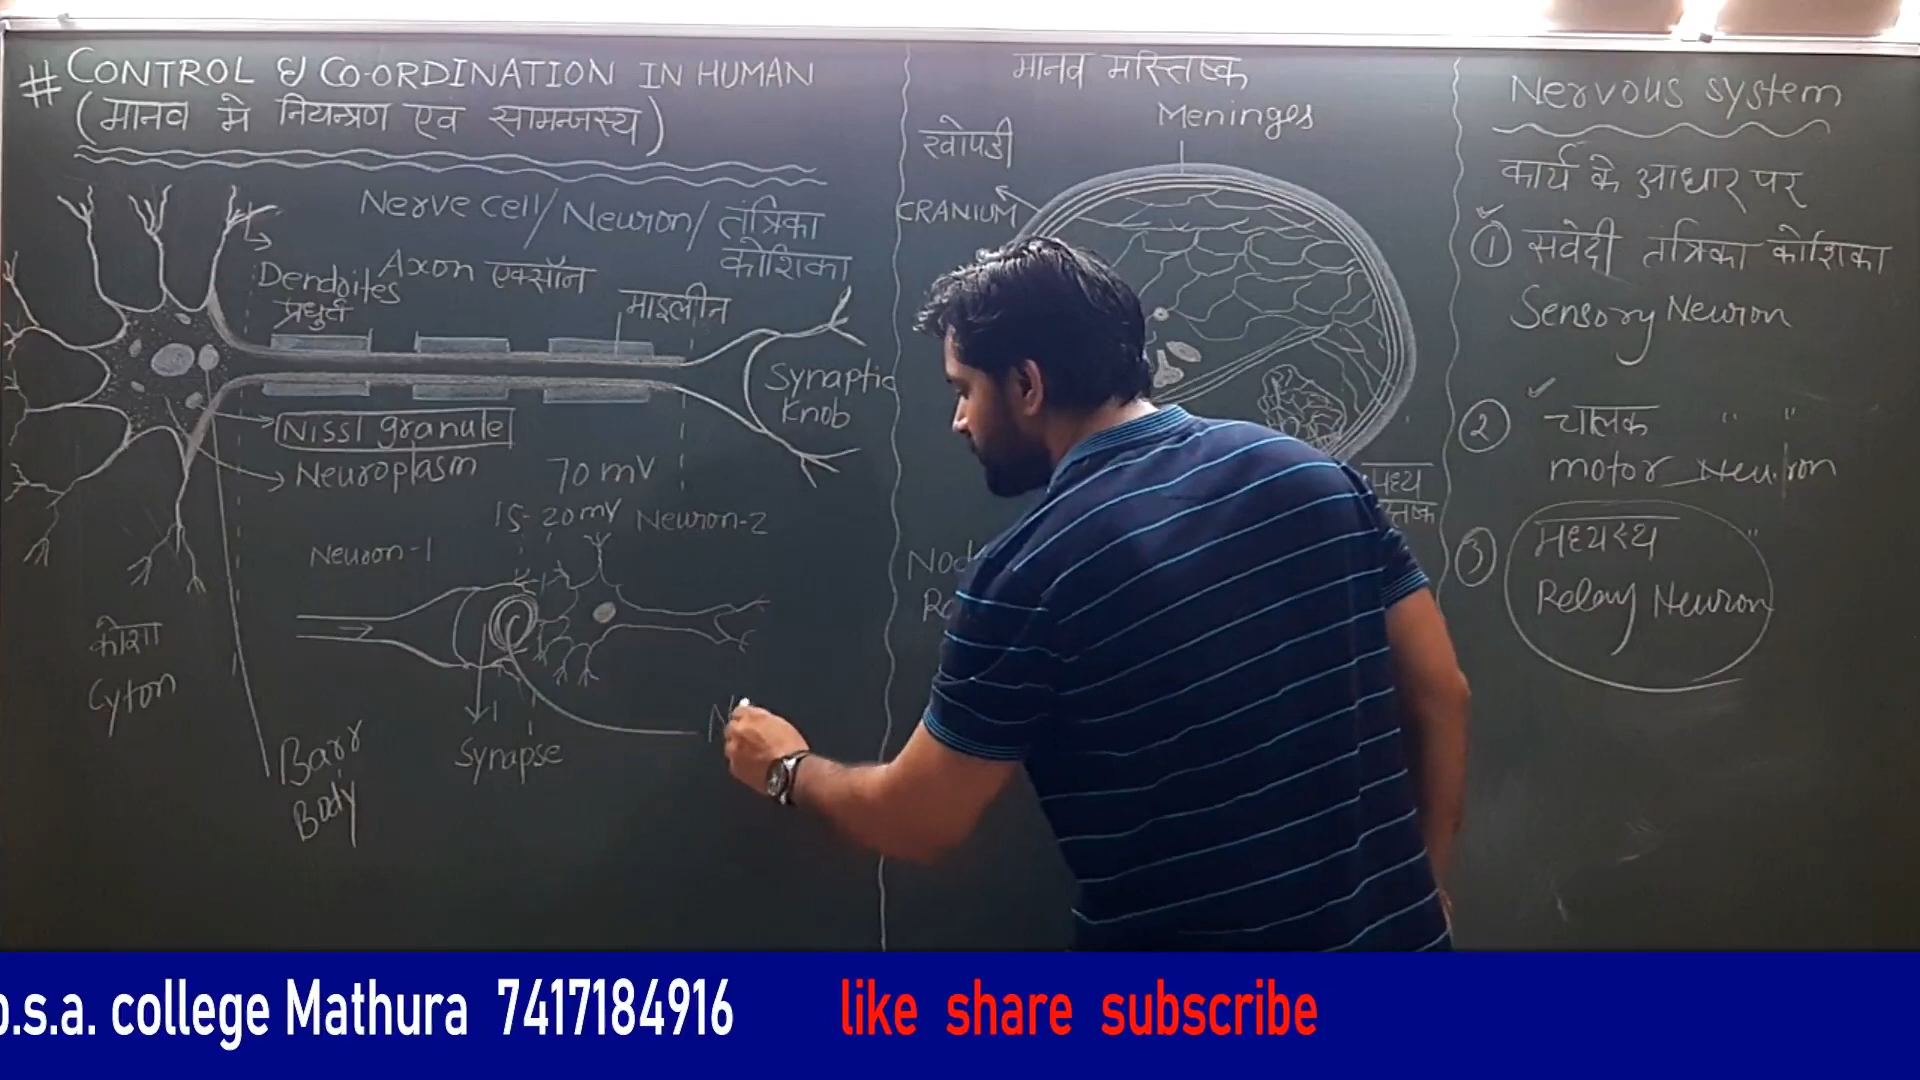 # CONTROL & CO-ORDINATION IN HUMAN
(मानव मे नियन्त्रण एवं सामन्जस्य)
Nerve cell/Neuron/तंत्रिका
कोशिका
Dendrites
Axon एक्सॉन
माइलीन
Synaptic
Knob
Nissl granule
Neuroplasm
70 mV
15-20mV
Neuron-2
Neuron-1
कोशा
Cyton
Synapse
Barr
Body
मानव मस्तिष्क
Meninges
खोपडी
CRANIUM
मध्य
Nervous system
कार्य के आधार पर
① संवेदी तंत्रिका कोशिका
Sensory Neuron
② चालक " "
motor Neuron
③ मध्यस्थ "
Relay Neuron
.s.a. college Mathura 7417184916 like share subscribe